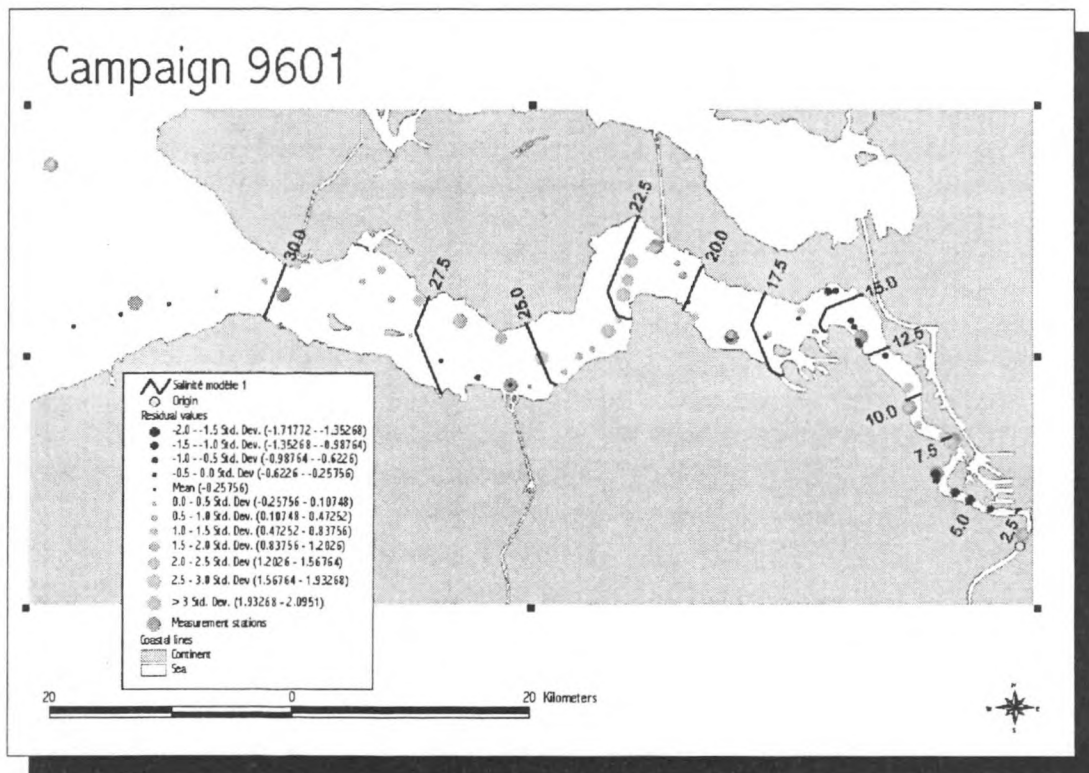 Campaign 9601
30.0
27.5
25.0
22.5
20.0
17.5
15.0
12.5
10.0
7.5
5.0
2.5
Salinité modèle 1
Origin
Residual values
-2.0 - -1.5 Std. Dev. (-1.71772 - -1.35268)
-1.5 - -1.0 Std. Dev. (-1.35268 - -0.98764)
-1.0 - -0.5 Std. Dev (-0.98764 - -0.6226)
-0.5 - 0.0 Std. Dev (-0.6226 - -0.25756)
Mean (-0.25756)
0.0 - 0.5 Std. Dev (-0.25756 - 0.10748)
0.5 - 1.0 Std. Dev. (0.10748 - 0.47252)
1.0 - 1.5 Std. Dev (0.47252 - 0.83756)
1.5 - 2.0 Std. Dev (0.83756 - 1.2026)
2.0 - 2.5 Std. Dev (1.2026 - 1.56764)
2.5 - 3.0 Std. Dev (1.56764 - 1.93268)
> 3 Std. Dev. (1.93268 - 2.0951)
Measurement stations
Coastal lines
Continent
Sea
20 0 20 Kilometers